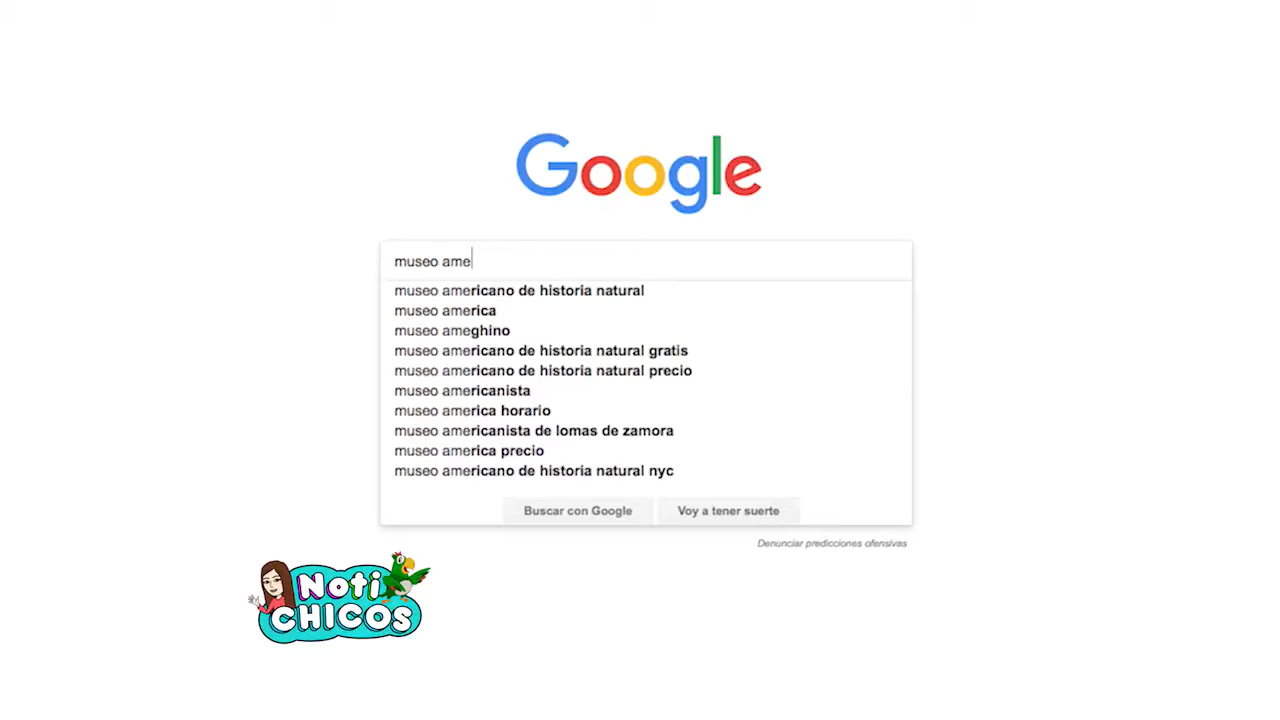 Google
museo ame
museo americano de historia natural
museo america
museo ameghino
museo americano de historia natural gratis
museo americano de historia natural precio
museo americanista
museo america horario
museo americanista de lomas de zamora
museo america precio
museo americano de historia natural nyc
Buscar con Google Voy a tener suerte
Denunciar predicciones ofensivas
Noti
CHICOS